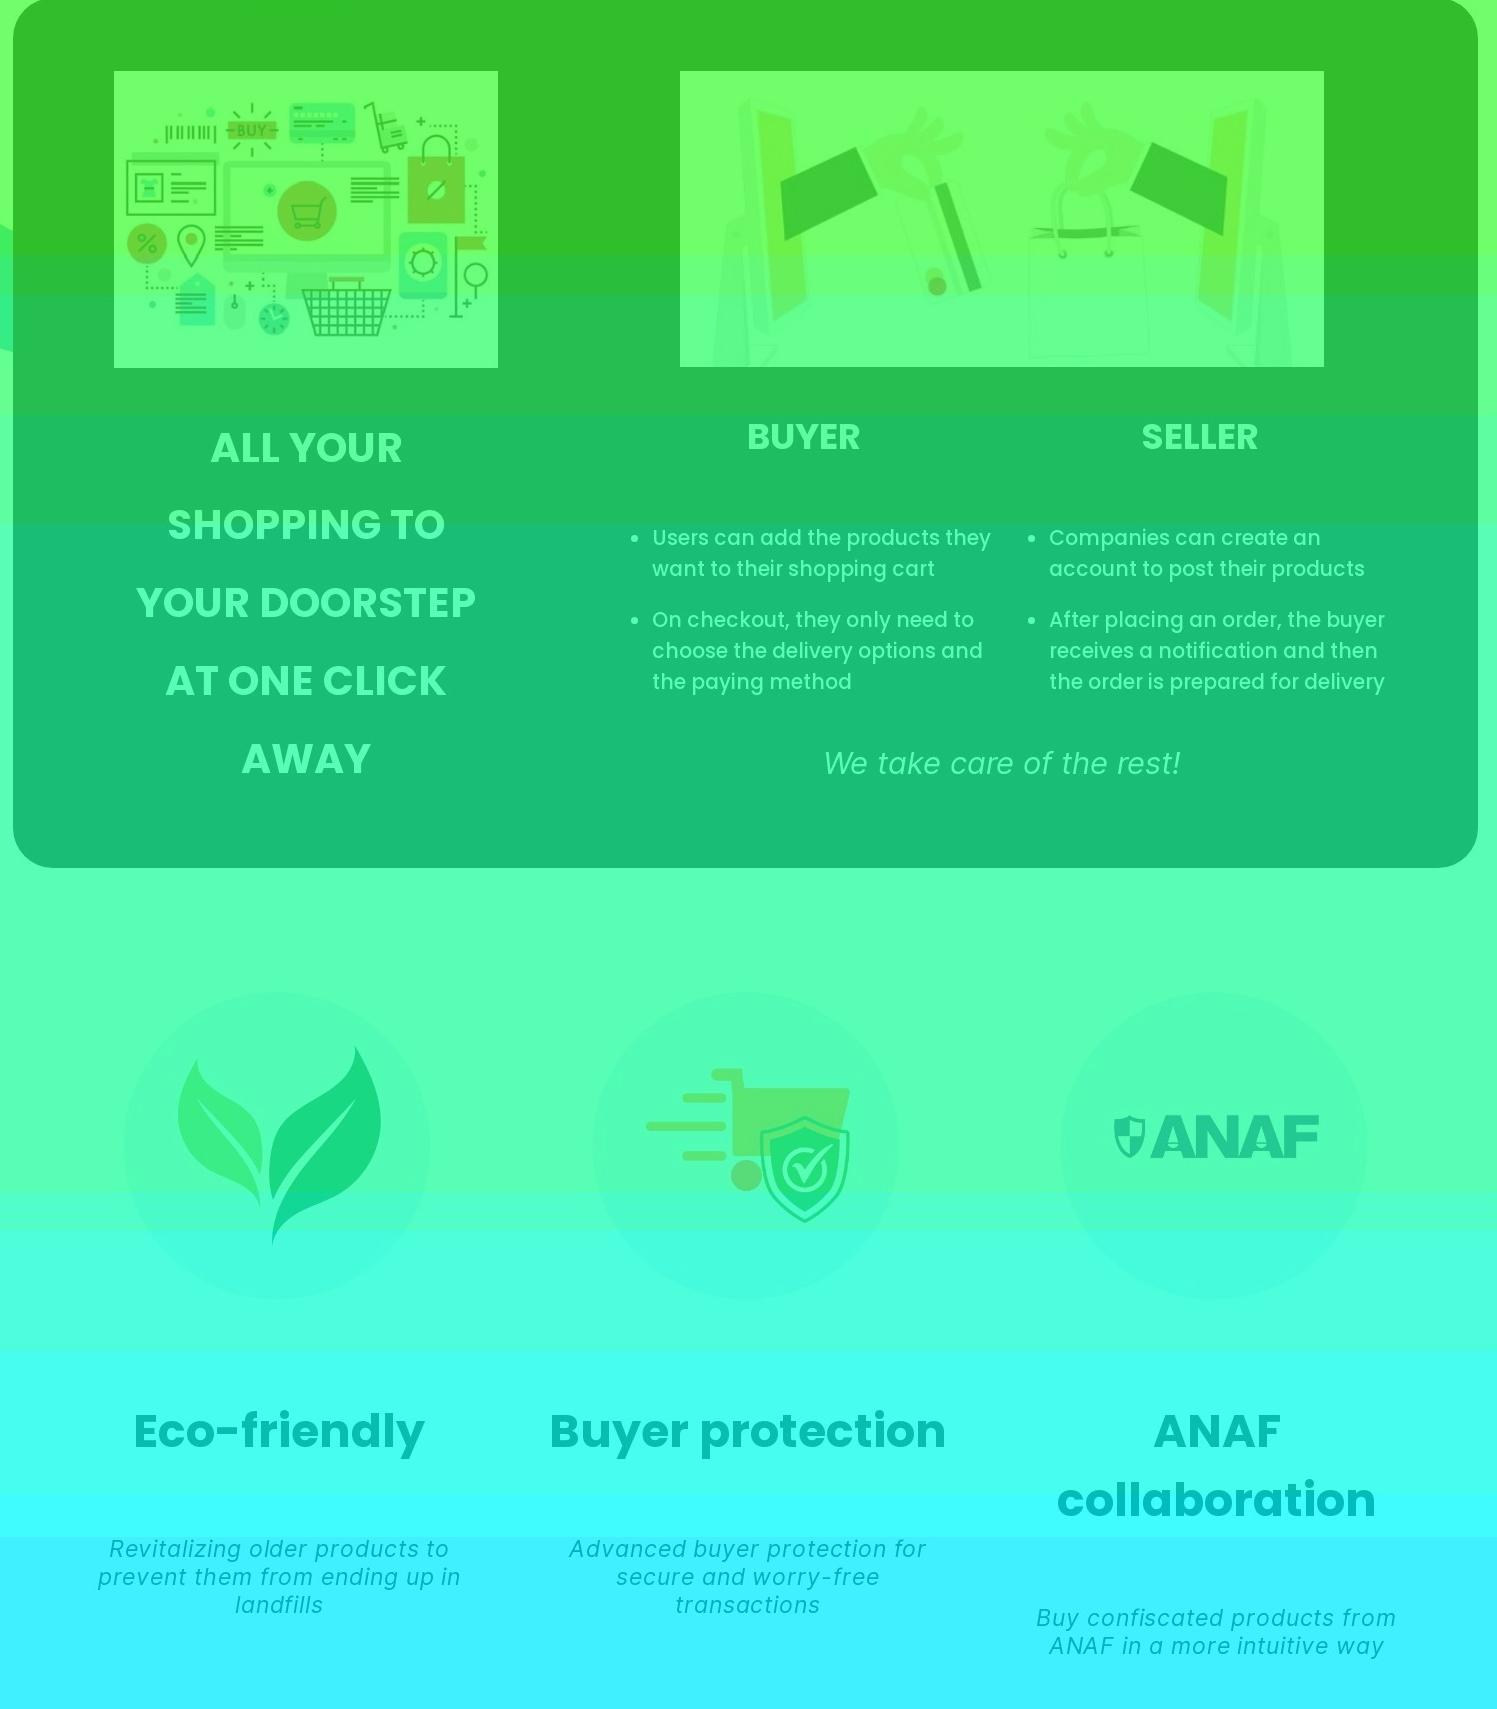 BUY
ALL YOUR
SHOPPING TO
YOUR DOORSTEP
AT ONE CLICK
AWAY
BUYER
• Users can add the products they
want to their shopping cart
• On checkout, they only need to
choose the delivery options and
the paying method
SELLER
• Companies can create an
account to post their products
• After placing an order, the buyer
receives a notification and then
the order is prepared for delivery
We take care of the rest!
ANAF
Eco-friendly
Revitalizing older products to
prevent them from ending up in
landfills
Buyer protection
Advanced buyer protection for
secure and worry-free
transactions
ANAF
collaboration
Buy confiscated products from
ANAF in a more intuitive way